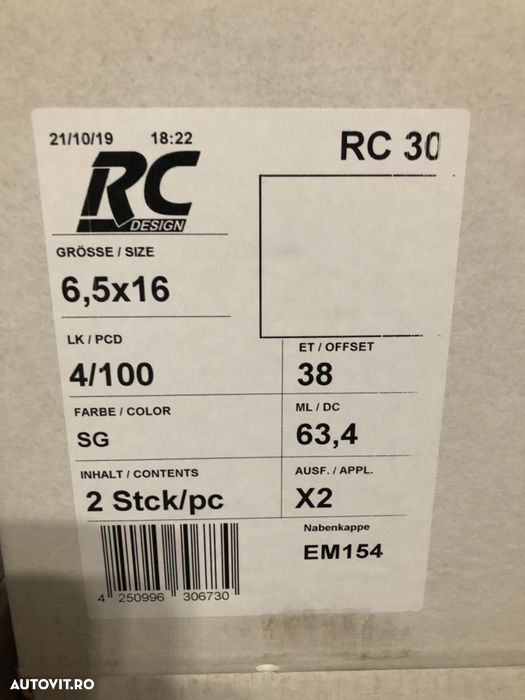 21/10/19 18:22
RC 30
RC
DESIGN
GRÖSSE / SIZE
6,5x16
LK / PCD
4/100
ET / OFFSET
38
FARBE / COLOR
SG
ML / DC
63,4
INHALT / CONTENTS
2 Stck/pc
AUSF. / APPL.
X2
Nabenkappe
EM154
4 250996 306730
AUTOVIT.RO